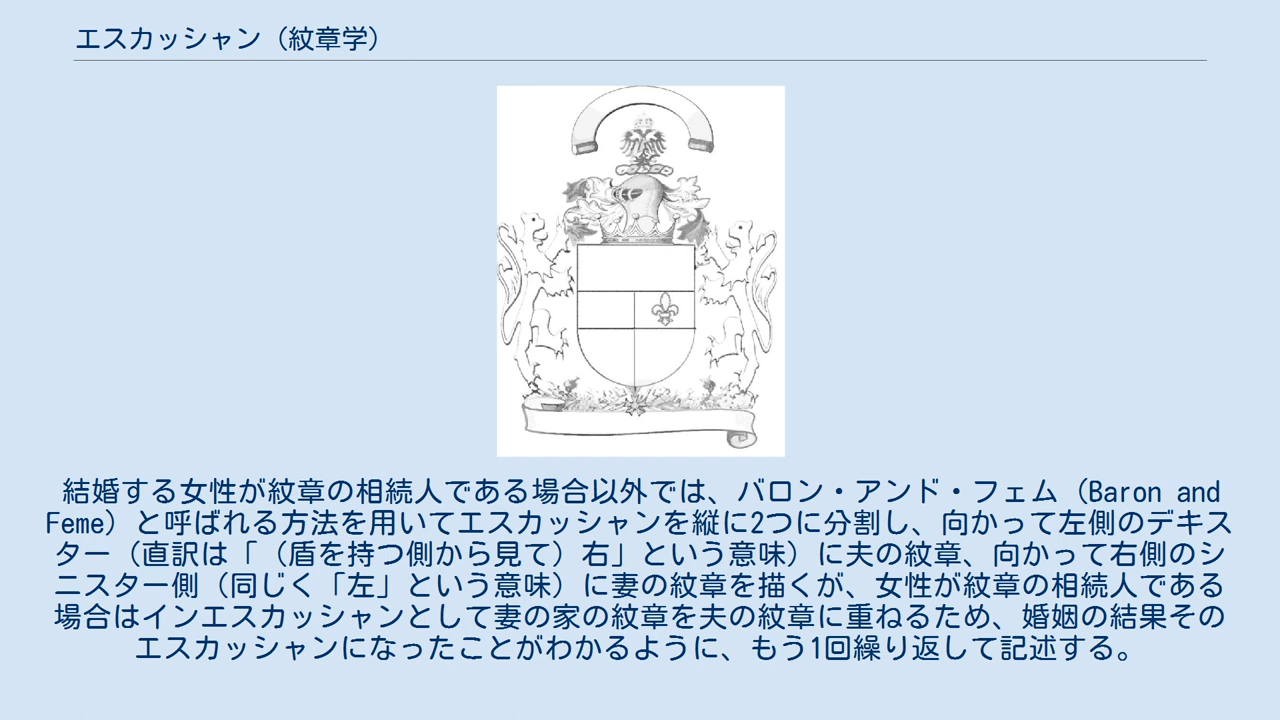 エスカッシャン（紋章学）
結婚する女性が紋章の相続人である場合以外では、バロン・アンド・フェム（Baron and
Feme）と呼ばれる方法を用いてエスカッシャンを縦に2つに分割し、向かって左側のデキス
ター（直訳は「（盾を持つ側から見て）右」という意味）に夫の紋章、向かって右側のシ
ニスター側（同じく「左」という意味）に妻の紋章を描くが、女性が紋章の相続人である
場合はインエスカッシャンとして妻の家の紋章を夫の紋章に重ねるため、婚姻の結果その
エスカッシャンになったことがわかるように、もう1回繰り返して記述する。